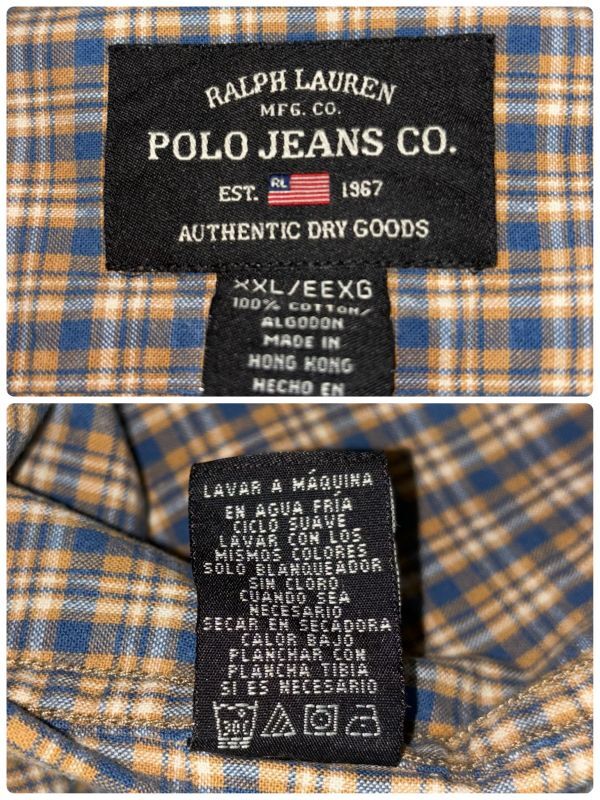 RALPH LAUREN
MFG. CO.
POLO JEANS CO.
EST. RL 1967
AUTHENTIC DRY GOODS
XXL/EEXG
100% COTTON/
ALGODON
MADE IN
HONG KONG
HECHO EN
LAVAR A MÁQUINA
EN AGUA FRÍA
CICLO SUAVE
LAVAR CON LOS
MISMOS COLORES
SOLO BLANQUEADOR
SIN CLORO
CUANDO SEA
NECESARIO
SECAR EN SECADORA
CALOR BAJO
PLANCHAR CON
PLANCHA TIBIA
SI ES NECESARIO
30